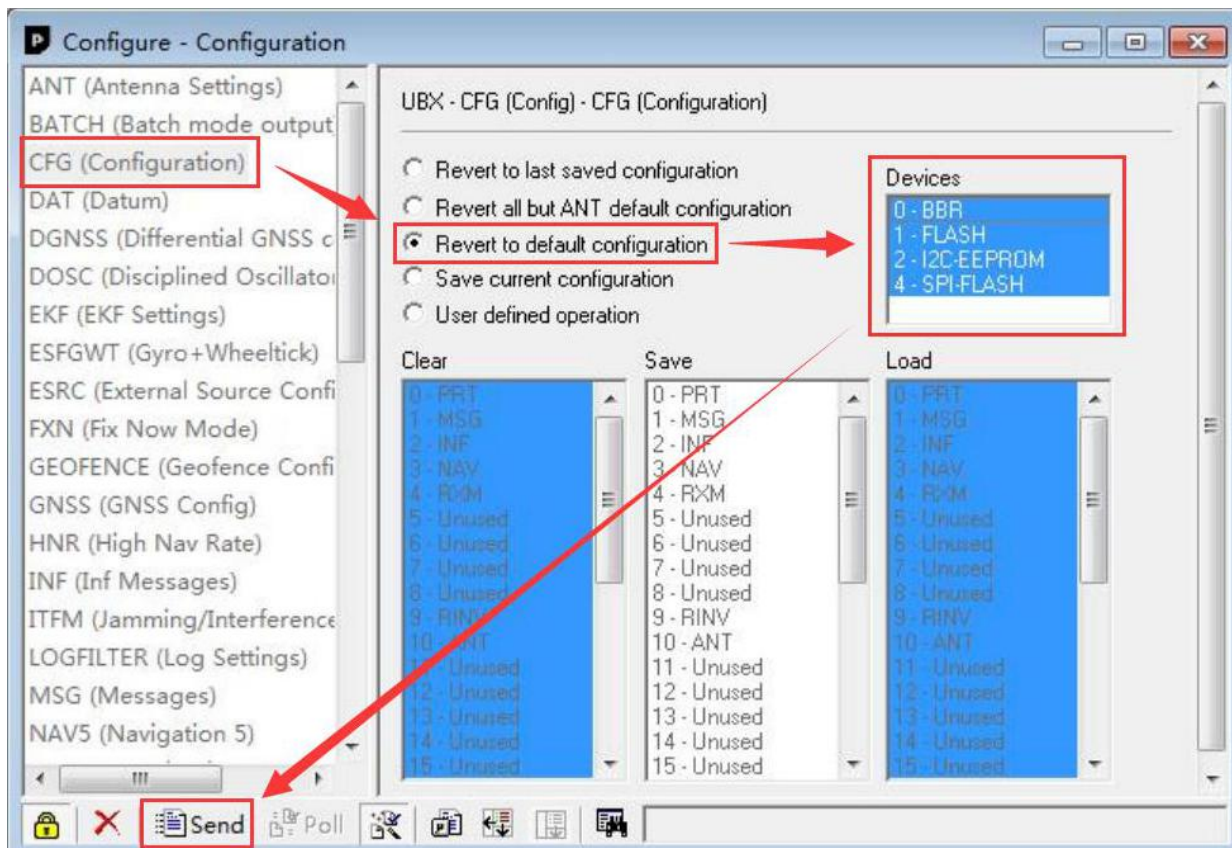 Configure - Configuration
ANT (Antenna Settings)
BATCH (Batch mode output
CFG (Configuration)
DAT (Datum)
DGNSS (Differential GNSS c
DOSC (Disciplined Oscillator
EKF (EKF Settings)
ESFGWT (Gyro+Wheeltick)
ESRC (External Source Confi
FXN (Fix Now Mode)
GEOFENCE (Geofence Confi
GNSS (GNSS Config)
HNR (High Nav Rate)
INF (Inf Messages)
ITFM (Jamming/Interference
LOGFILTER (Log Settings)
MSG (Messages)
NAV5 (Navigation 5)
UBX - CFG (Config) - CFG (Configuration)
Revert to last saved configuration
Revert all but ANT default configuration
Revert to default configuration
Save current configuration
User defined operation
Devices
0 - BBR
1 - FLASH
2 - I2C-EEPROM
4 - SPI-FLASH
Clear
0 - PRT
1 - MSG
2 - INF
3 - NAV
4 - RXM
5 - Unused
6 - Unused
7 - Unused
8 - Unused
9 - RINV
10 - ANT
11 - Unused
12 - Unused
13 - Unused
14 - Unused
15 - Unused
Save
0 - PRT
1 - MSG
2 - INF
3 - NAV
4 - RXM
5 - Unused
6 - Unused
7 - Unused
8 - Unused
9 - RINV
10 - ANT
11 - Unused
12 - Unused
13 - Unused
14 - Unused
15 - Unused
Load
0 - PRT
1 - MSG
2 - INF
3 - NAV
4 - RXM
5 - Unused
6 - Unused
7 - Unused
8 - Unused
9 - RINV
10 - ANT
11 - Unused
12 - Unused
13 - Unused
14 - Unused
15 - Unused
Send
Poll